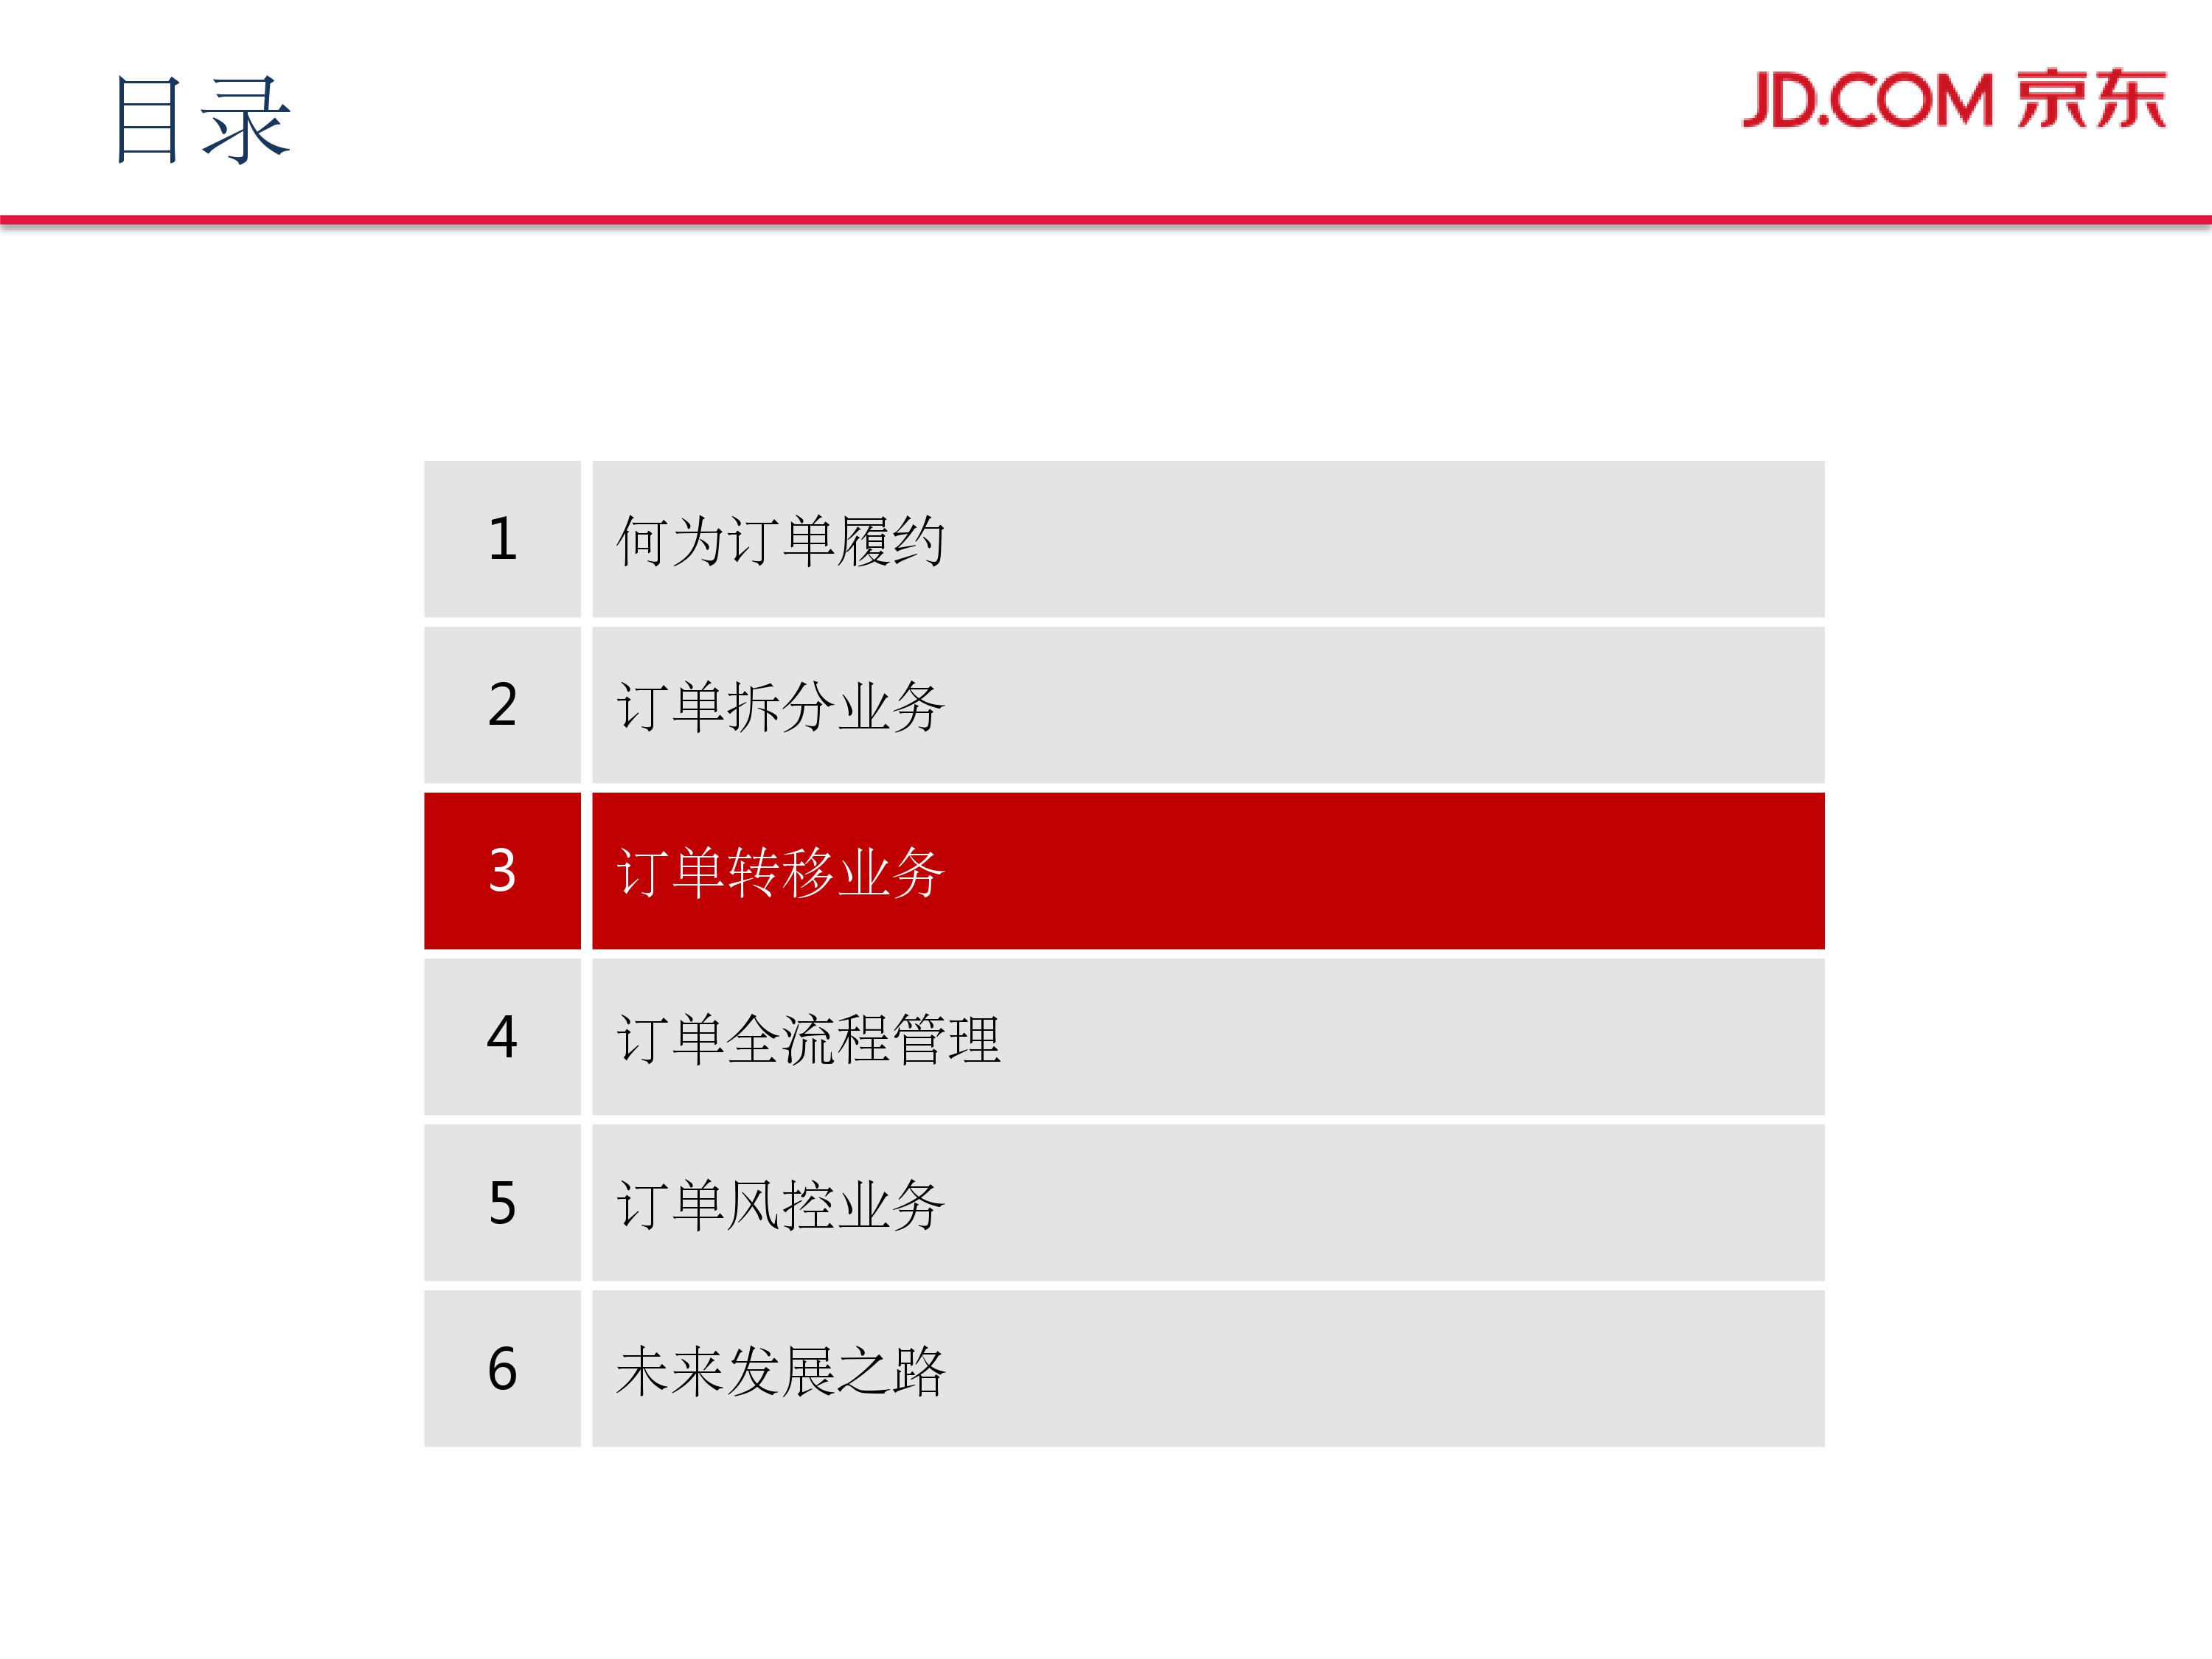 目录
JD.COM 京东
1 何为订单履约
2 订单拆分业务
3 订单转移业务
4 订单全流程管理
5 订单风控业务
6 未来发展之路